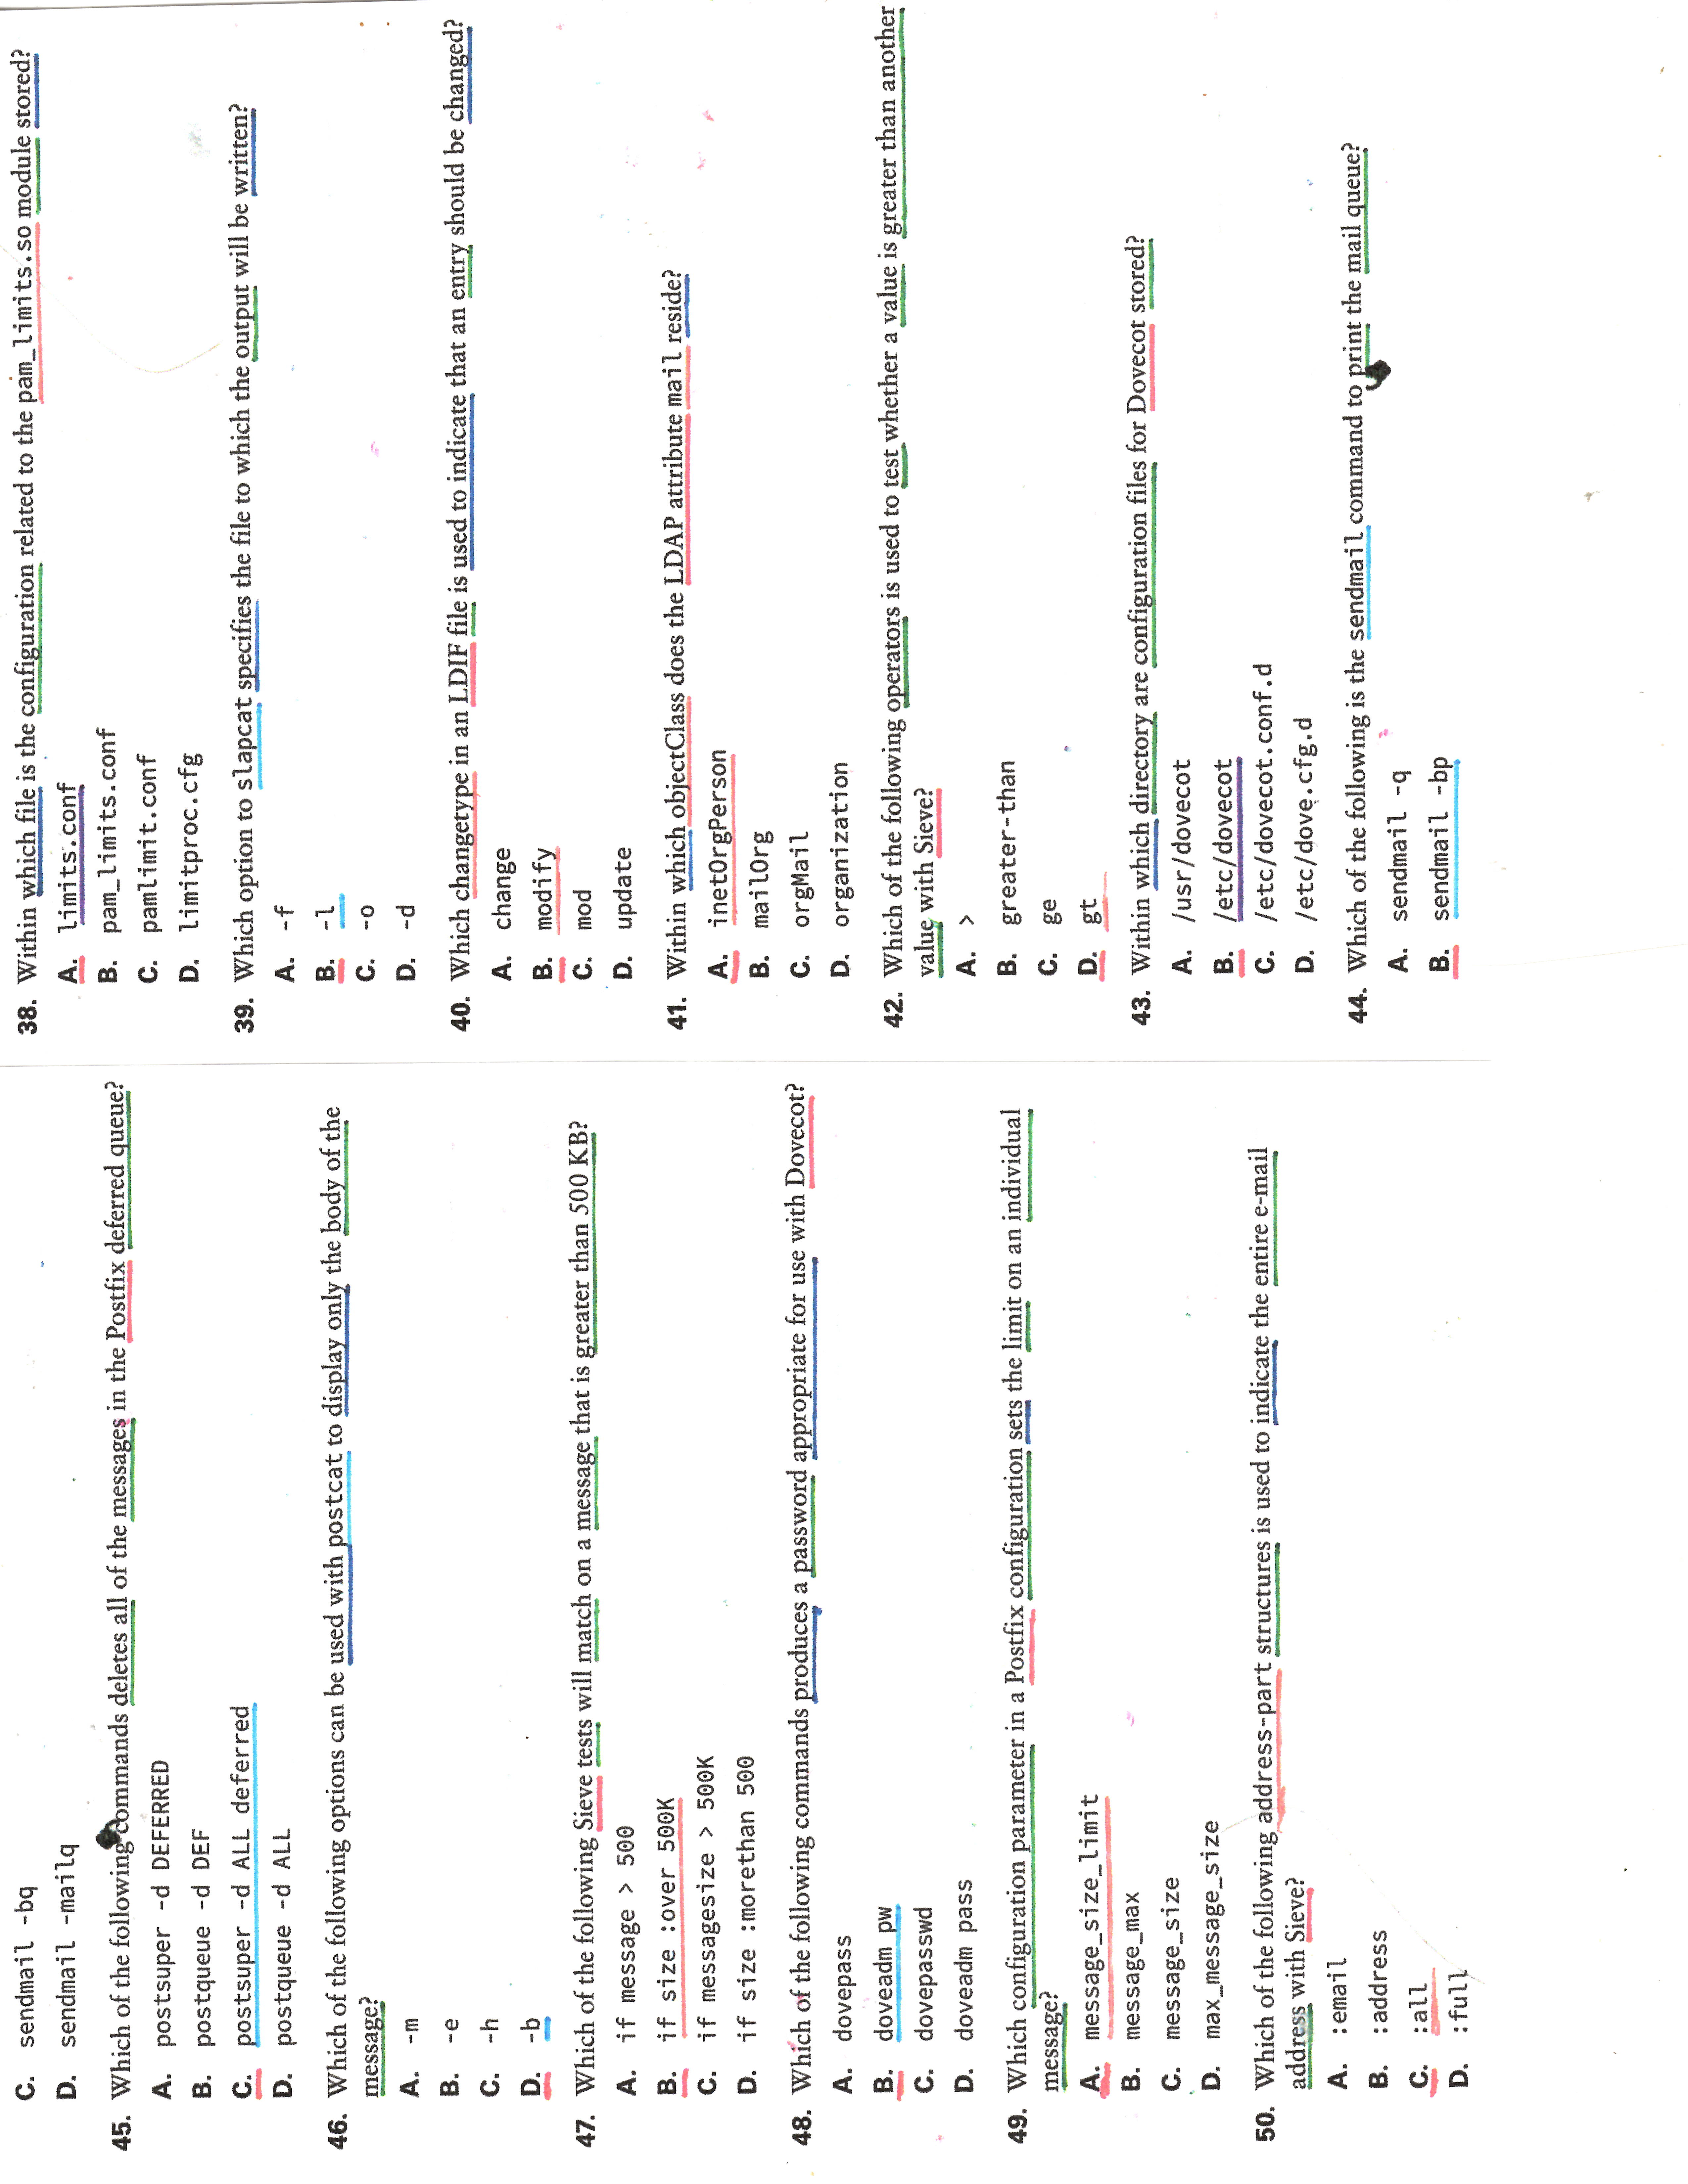 38. Within which file is the configuration related to the pam_limits.so module stored?
A. limits.conf
B. pam_limits.conf
C. pamlimit.conf
D. limitproc.cfg
39. Which option to slapcat specifies the file to which the output will be written?
A. -f
B. -l
C. -o
D. -d
40. Which changetype in an LDIF file is used to indicate that an entry should be changed?
A. change
B. modify
C. mod
D. update
41. Within which objectClass does the LDAP attribute mail reside?
A. inetOrgPerson
B. mailOrg
C. orgMail
D. organization
42. Which of the following operators is used to test whether a value is greater than another
value with Sieve?
A. >
B. greater-than
C. ge
D. gt
43. Within which directory are configuration files for Dovecot stored?
A. /usr/dovecot
B. /etc/dovecot
C. /etc/dovecot.conf.d
D. /etc/dove.cfg.d
44. Which of the following is the sendmail command to print the mail queue?
A. sendmail -q
B. sendmail -bp
C. sendmail -bq
D. sendmail -mailq
45. Which of the following commands deletes all of the messages in the Postfix deferred queue?
A. postsuper -d DEFERRED
B. postqueue -d DEF
C. postsuper -d ALL deferred
D. postqueue -d ALL
46. Which of the following options can be used with postcat to display only the body of the
message?
A. -m
B. -e
C. -h
D. -b
47. Which of the following Sieve tests will match on a message that is greater than 500 KB?
A. if message > 500
B. if size :over 500K
C. if messagesize > 500K
D. if size :morethan 500
48. Which of the following commands produces a password appropriate for use with Dovecot?
A. dovepass
B. doveadm pw
C. dovepasswd
D. doveadm pass
49. Which configuration parameter in a Postfix configuration sets the limit on an individual
message?
A. message_size_limit
B. message_max
C. message_size
D. max_message_size
50. Which of the following address-part structures is used to indicate the entire e-mail
address with Sieve?
A. :email
B. :address
C. :all
D. :full